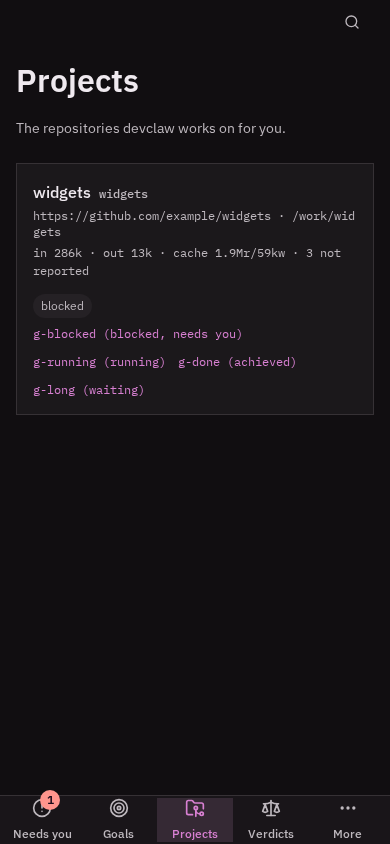 Projects
The repositories devclaw works on for you.
widgets widgets
https://github.com/example/widgets · /work/wid
gets
in 286k · out 13k · cache 1.9Mr/59kw · 3 not
reported
blocked
g-blocked (blocked, needs you)
g-running (running) g-done (achieved)
g-long (waiting)
1
Needs you Goals Projects Verdicts More